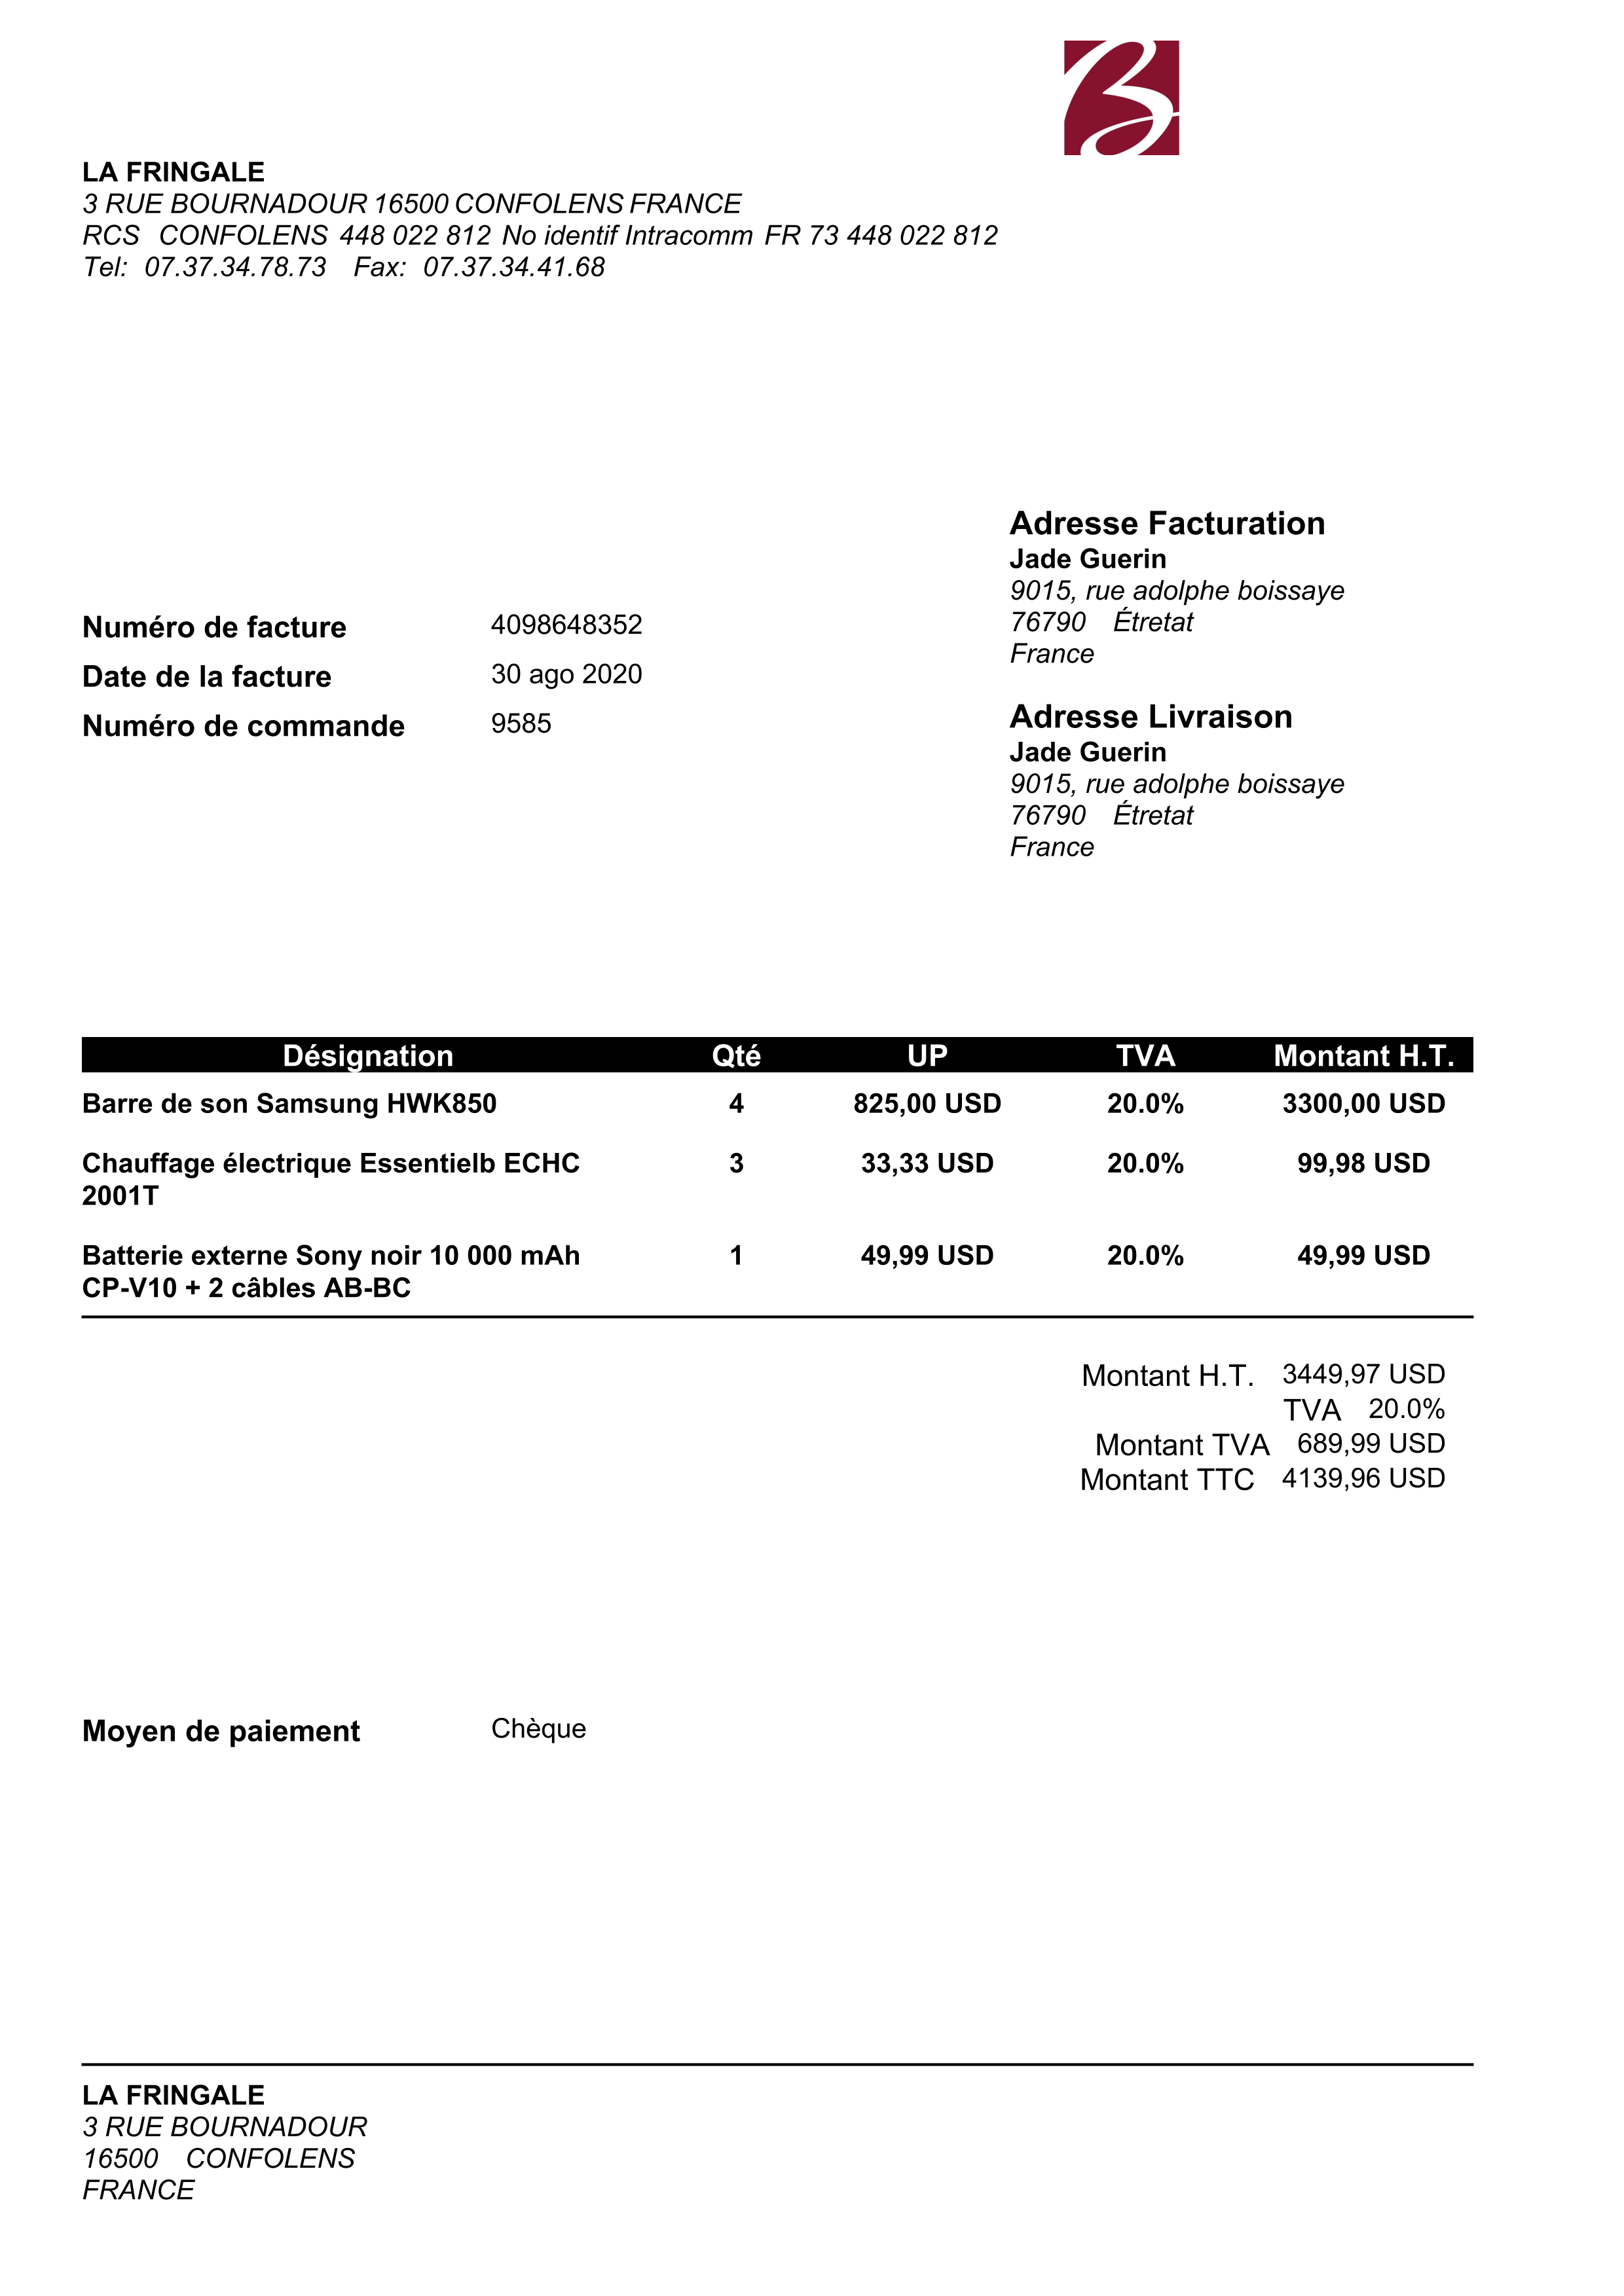 LA FRINGALE
3 RUE BOURNADOUR 16500 CONFOLENS FRANCE
RCS CONFOLENS 448 022 812 No identif Intracomm FR 73 448 022 812
Tel: 07.37.34.78.73 Fax: 07.37.34.41.68
Adresse Facturation
Jade Guerin
9015, rue adolphe boissaye
76790 Étretat
France
Numéro de facture 4098648352
Date de la facture 30 ago 2020
Numéro de commande 9585
Adresse Livraison
Jade Guerin
9015, rue adolphe boissaye
76790 Étretat
France
Désignation Qté UP TVA Montant H.T.
Barre de son Samsung HWK850 4 825,00 USD 20.0% 3300,00 USD
Chauffage électrique Essentielb ECHC 3 33,33 USD 20.0% 99,98 USD
2001T
Batterie externe Sony noir 10 000 mAh 1 49,99 USD 20.0% 49,99 USD
CP-V10 + 2 câbles AB-BC
Montant H.T. 3449,97 USD
TVA 20.0%
Montant TVA 689,99 USD
Montant TTC 4139,96 USD
Moyen de paiement Chèque
LA FRINGALE
3 RUE BOURNADOUR
16500 CONFOLENS
FRANCE